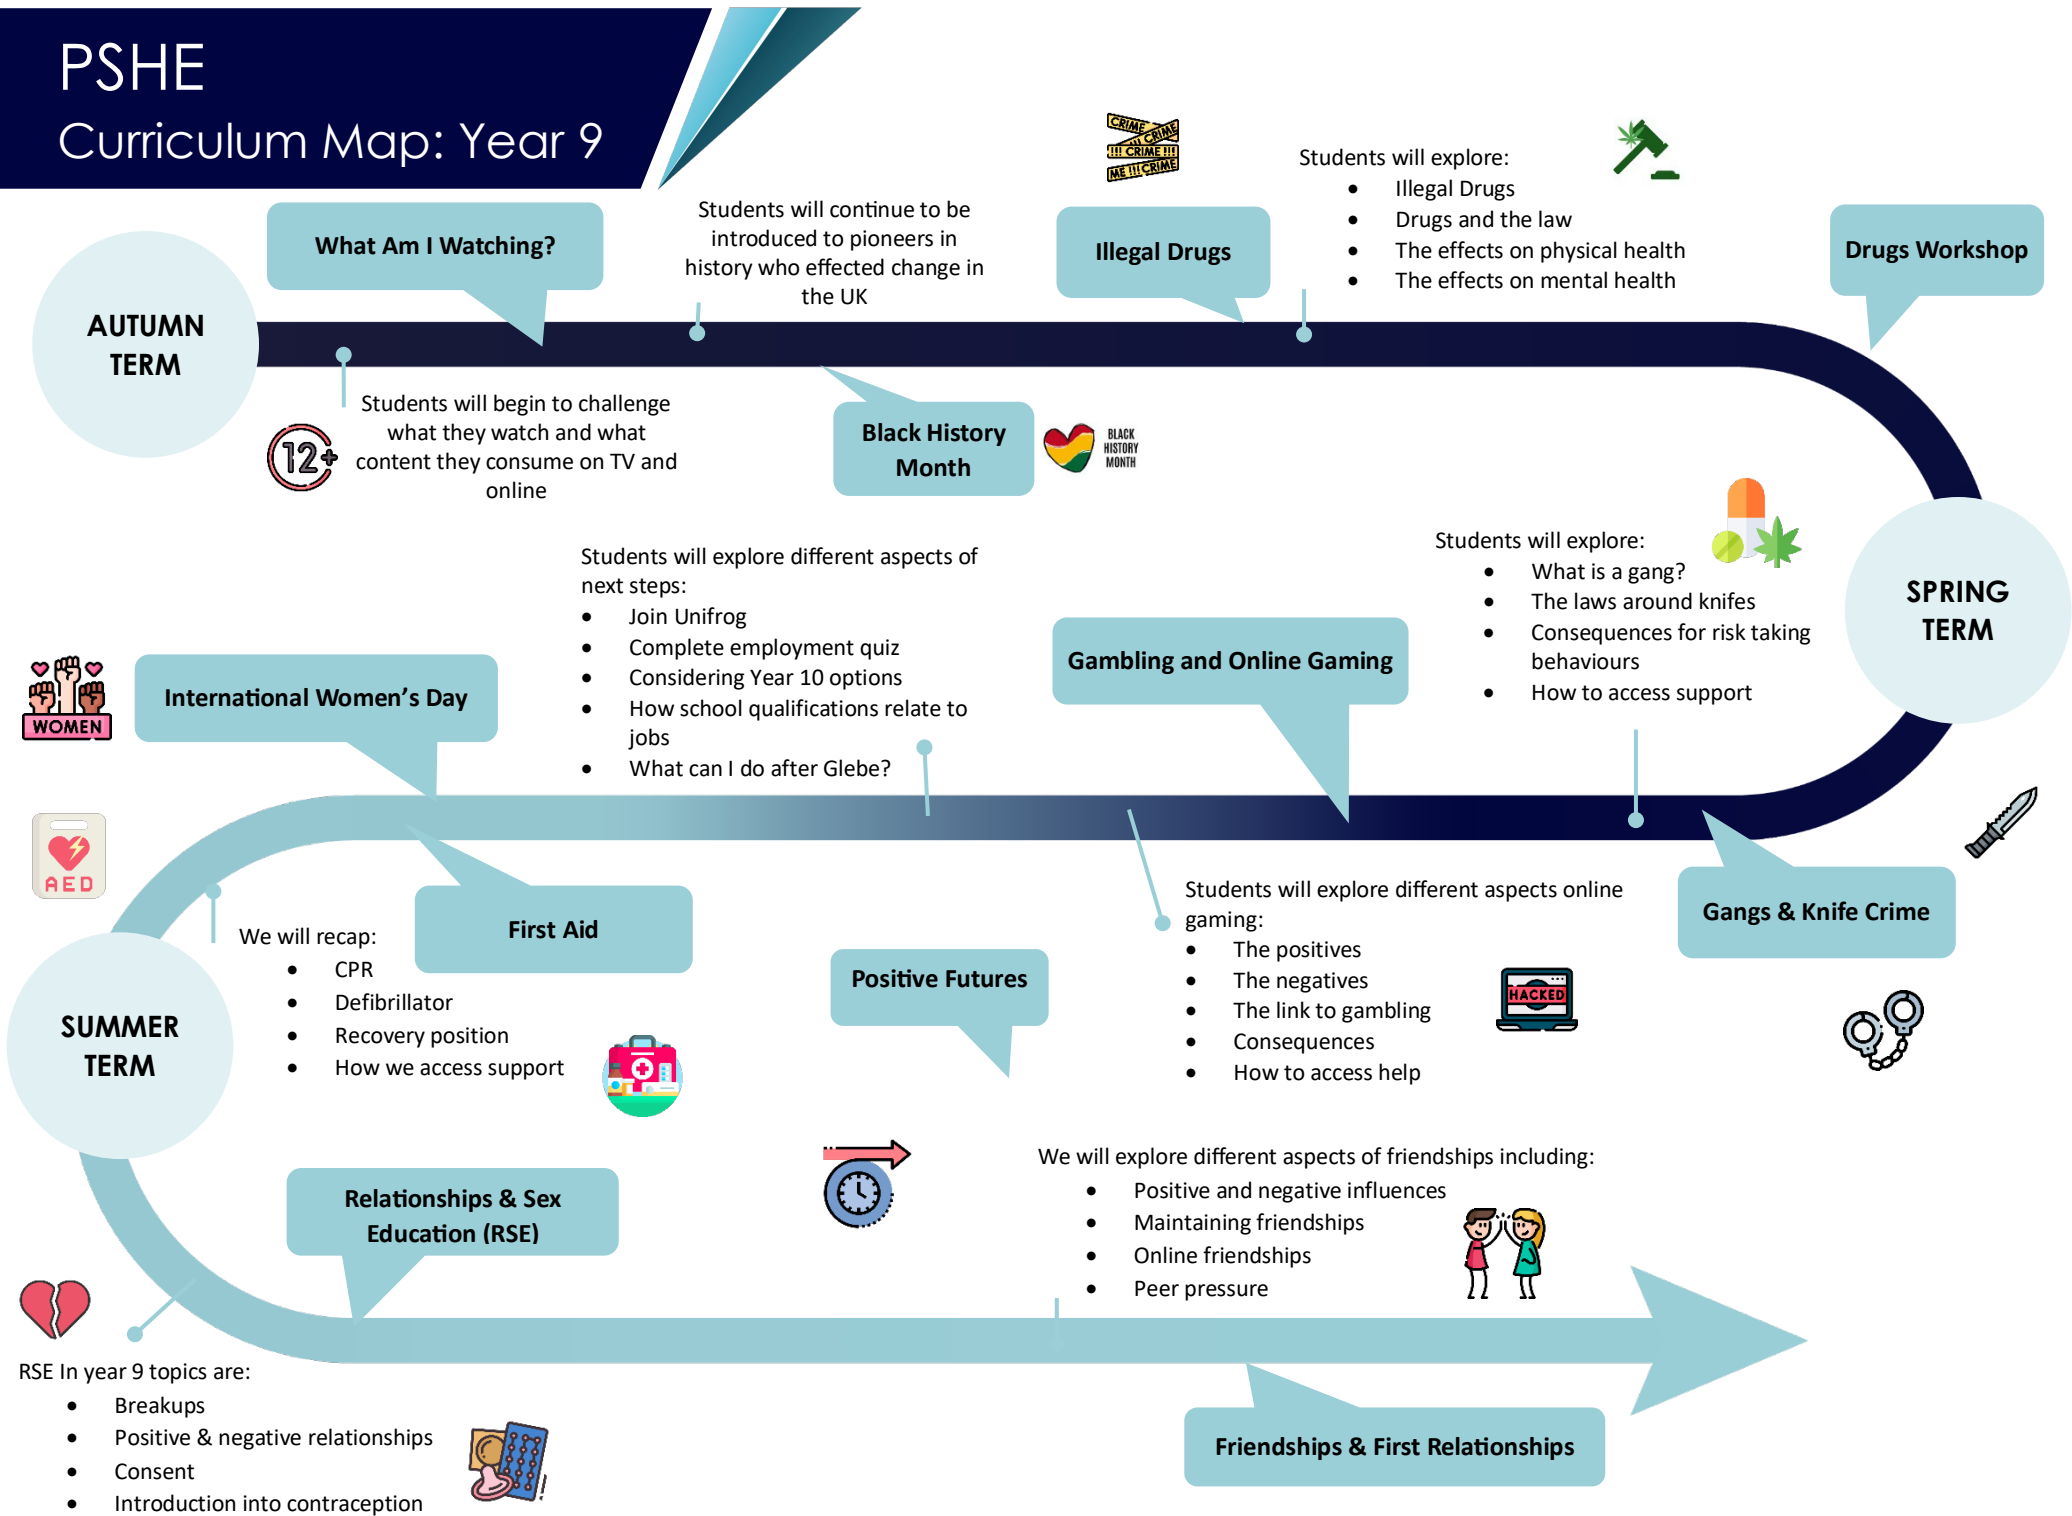 PSHE
Curriculum Map: Year 9
AUTUMN
TERM
What Am I Watching?
Students will begin to challenge
what they watch and what
content they consume on TV and
online
12+
Students will continue to be
introduced to pioneers in
history who effected change in
the UK
Black History
Month
BLACK
HISTORY
MONTH
CRIME
CRIME
!!! CRIME !!!
ME !!! CRIME
Illegal Drugs
Students will explore:
• Illegal Drugs
• Drugs and the law
• The effects on physical health
• The effects on mental health
Drugs Workshop
SPRING
TERM
Students will explore:
• What is a gang?
• The laws around knifes
• Consequences for risk taking
behaviours
• How to access support
Gangs & Knife Crime
Gambling and Online Gaming
Students will explore different aspects online
gaming:
• The positives
• The negatives
• The link to gambling
• Consequences
• How to access help
HACKED
Students will explore different aspects of
next steps:
• Join Unifrog
• Complete employment quiz
• Considering Year 10 options
• How school qualifications relate to
jobs
• What can I do after Glebe?
Positive Futures
International Women's Day
WOMEN
First Aid
AED
We will recap:
• CPR
• Defibrillator
• Recovery position
• How we access support
SUMMER
TERM
Relationships & Sex
Education (RSE)
RSE In year 9 topics are:
• Breakups
• Positive & negative relationships
• Consent
• Introduction into contraception
We will explore different aspects of friendships including:
• Positive and negative influences
• Maintaining friendships
• Online friendships
• Peer pressure
Friendships & First Relationships